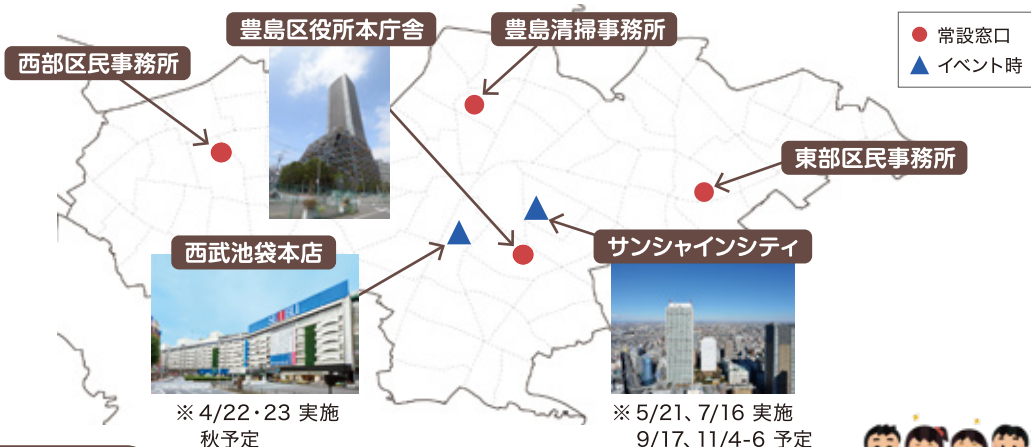 豊島区役所本庁舎
豊島清掃事務所
● 常設窓口
▲ イベント時
西部区民事務所
東部区民事務所
西武池袋本店
サンシャインシティ
※4/22・23 実施
秋予定
※5/21、7/16 実施
9/17、11/4-6 予定